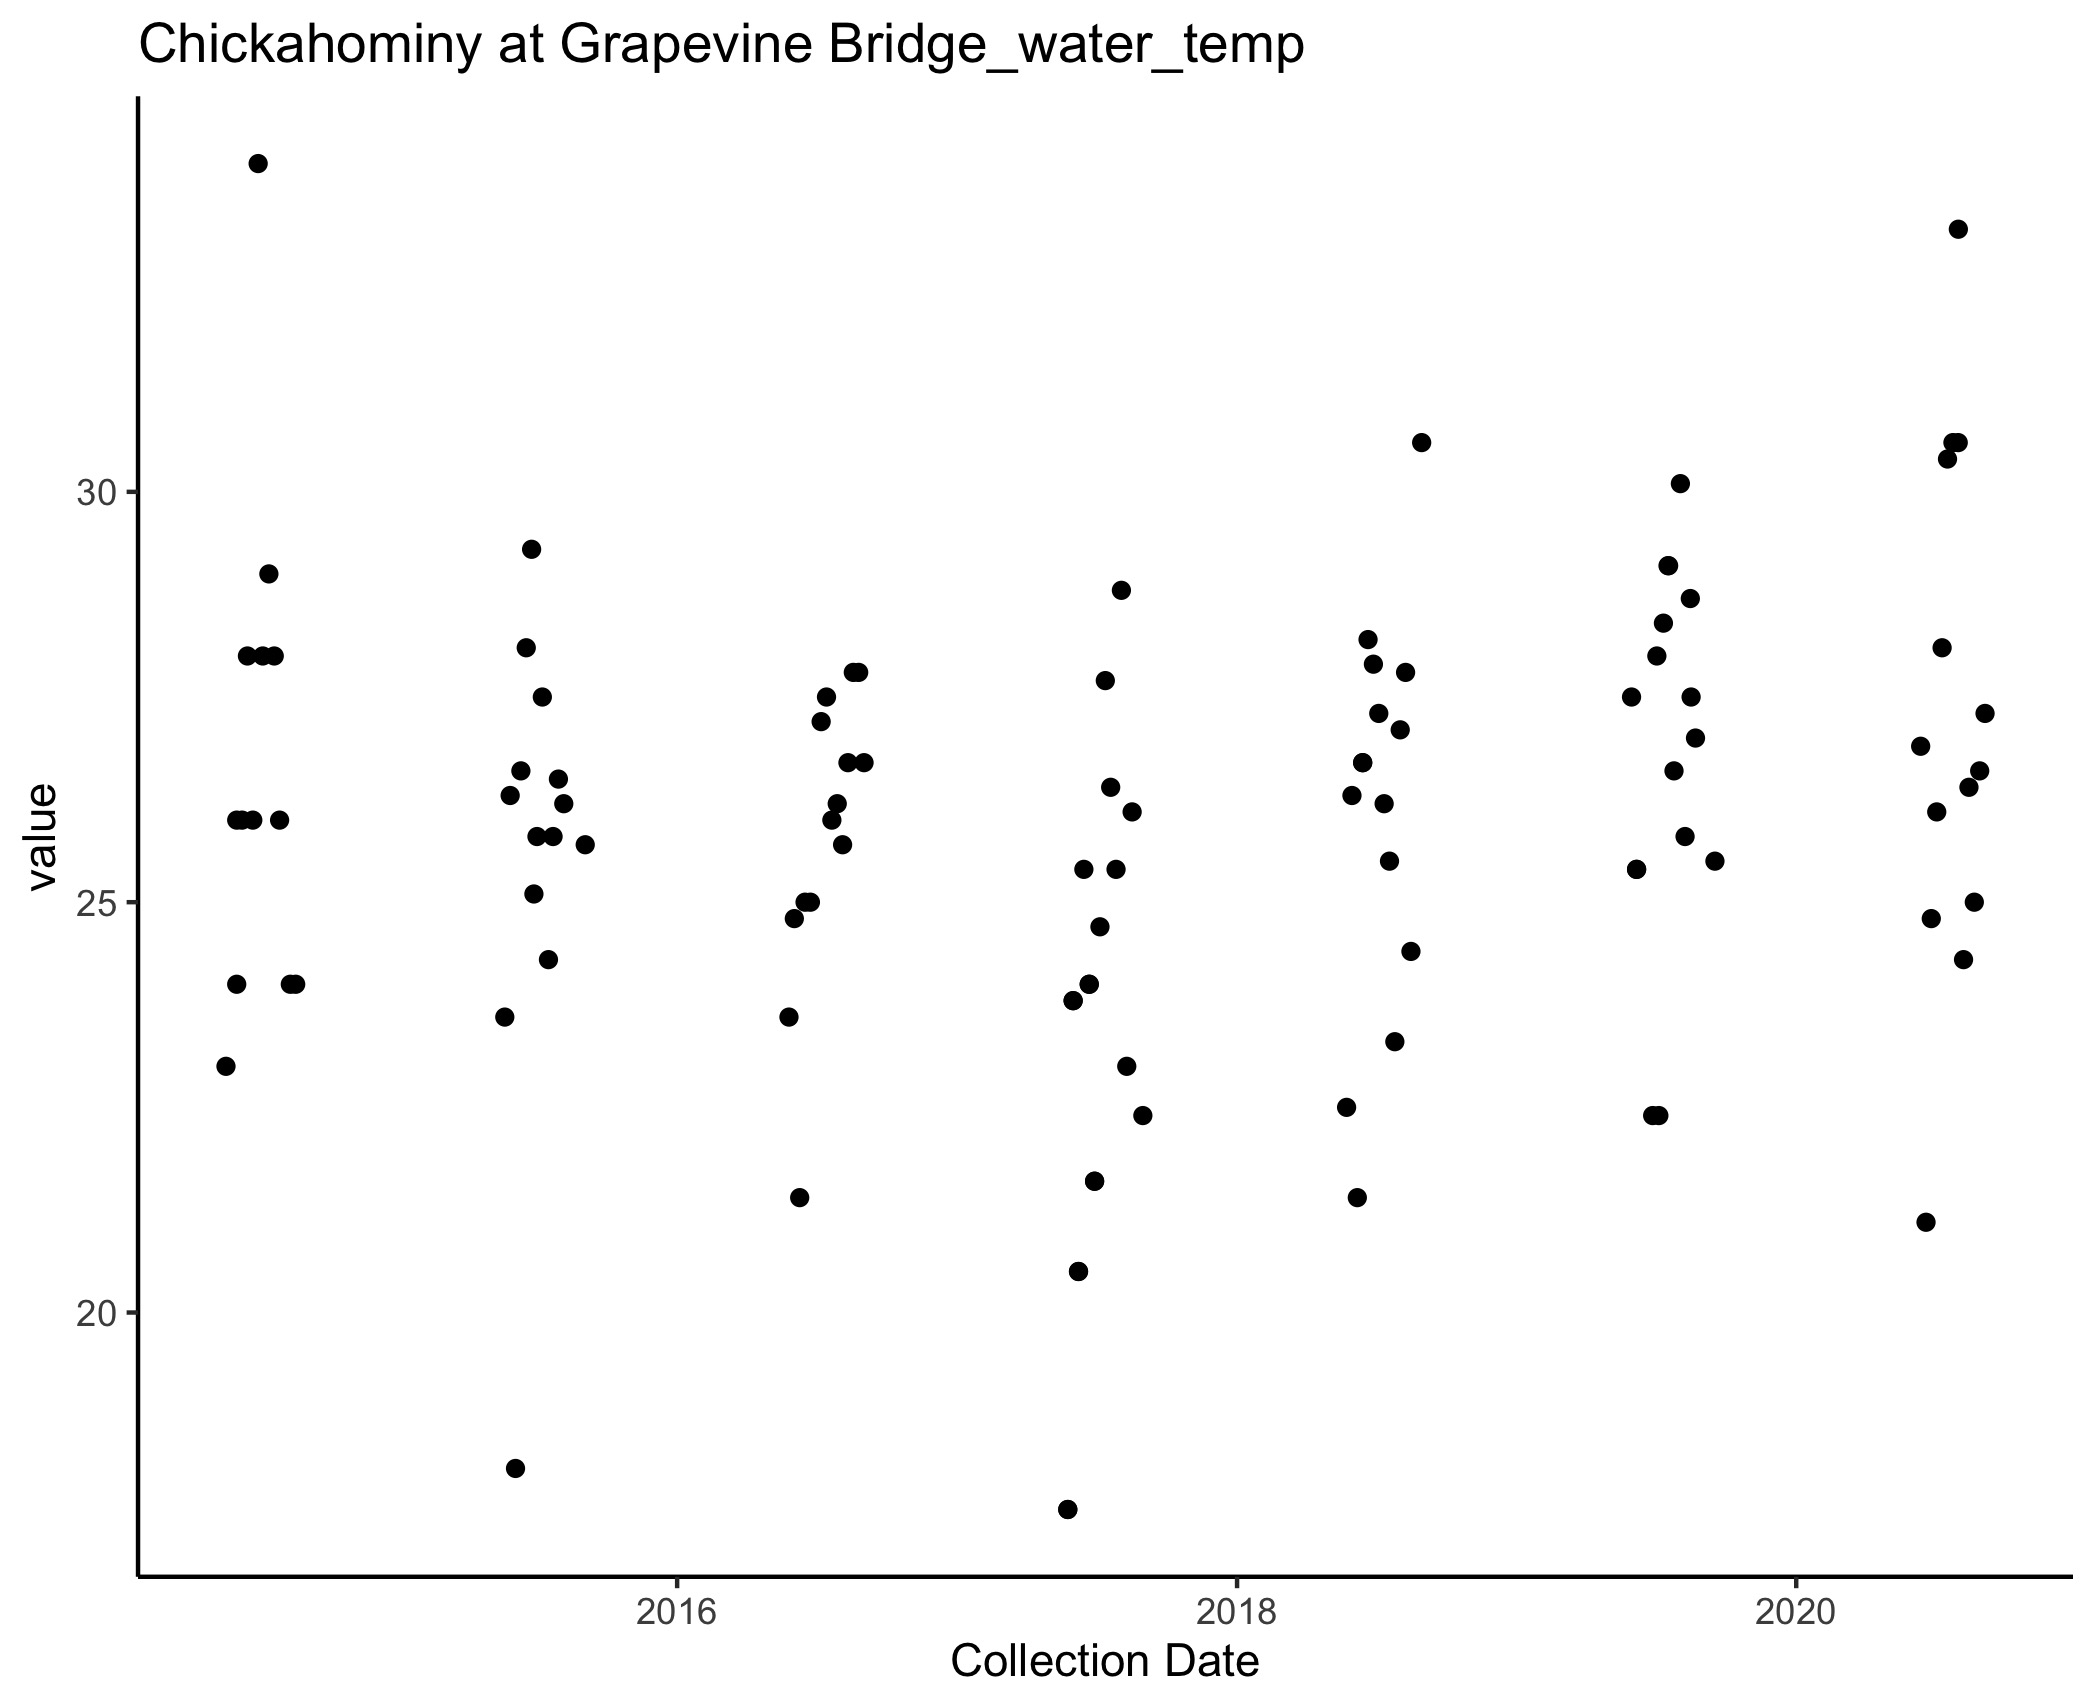 Chickahominy at Grapevine Bridge_water_temp
value
30
25
20
2016 2018 2020
Collection Date